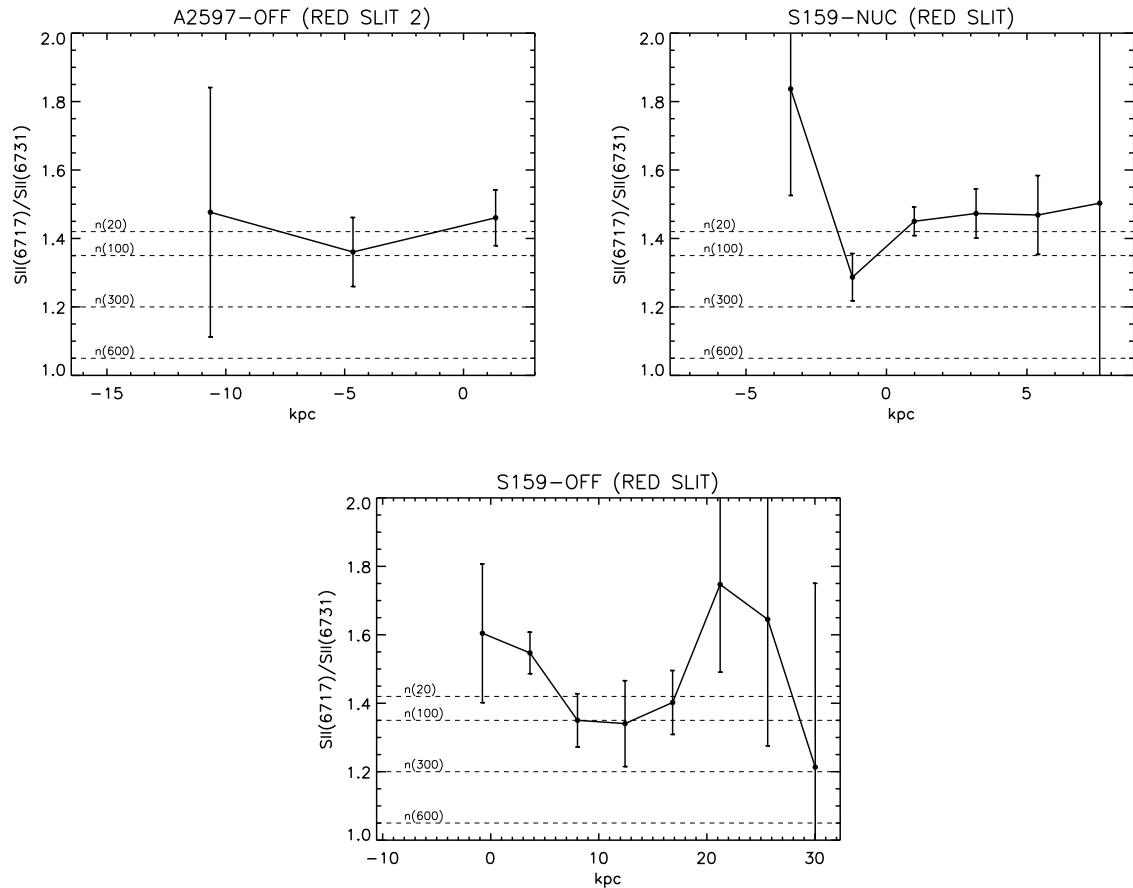 A2597−OFF (RED SLIT 2)
SII(6717)/SII(6731)
2.0
1.8
1.6
1.4
1.2
1.0
n(20)
n(100)
n(300)
n(600)
−15 −10 −5 0
kpc
S159−NUC (RED SLIT)
SII(6717)/SII(6731)
2.0
1.8
1.6
1.4
1.2
1.0
n(20)
n(100)
n(300)
n(600)
−5 0 5
kpc
S159−OFF (RED SLIT)
SII(6717)/SII(6731)
2.0
1.8
1.6
1.4
1.2
1.0
n(20)
n(100)
n(300)
n(600)
−10 0 10 20 30
kpc